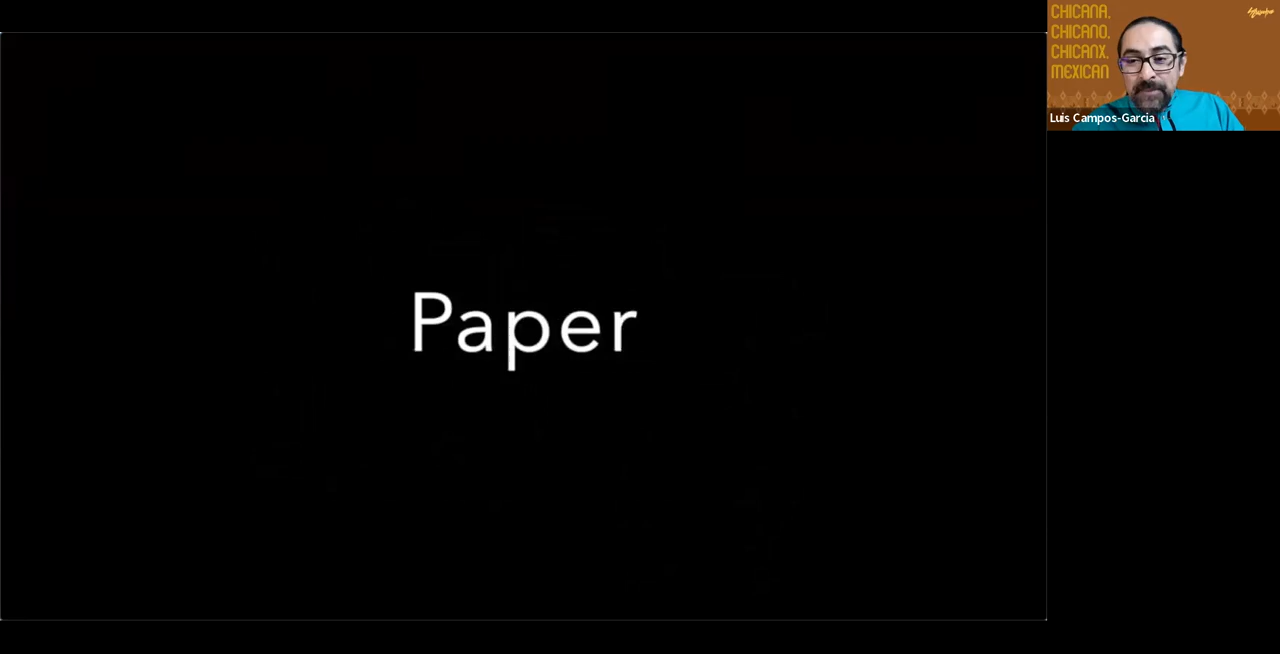 Paper
CHICANA.
CHICANO.
CHICANX.
MEXICAN
Luis Campos-Garcia